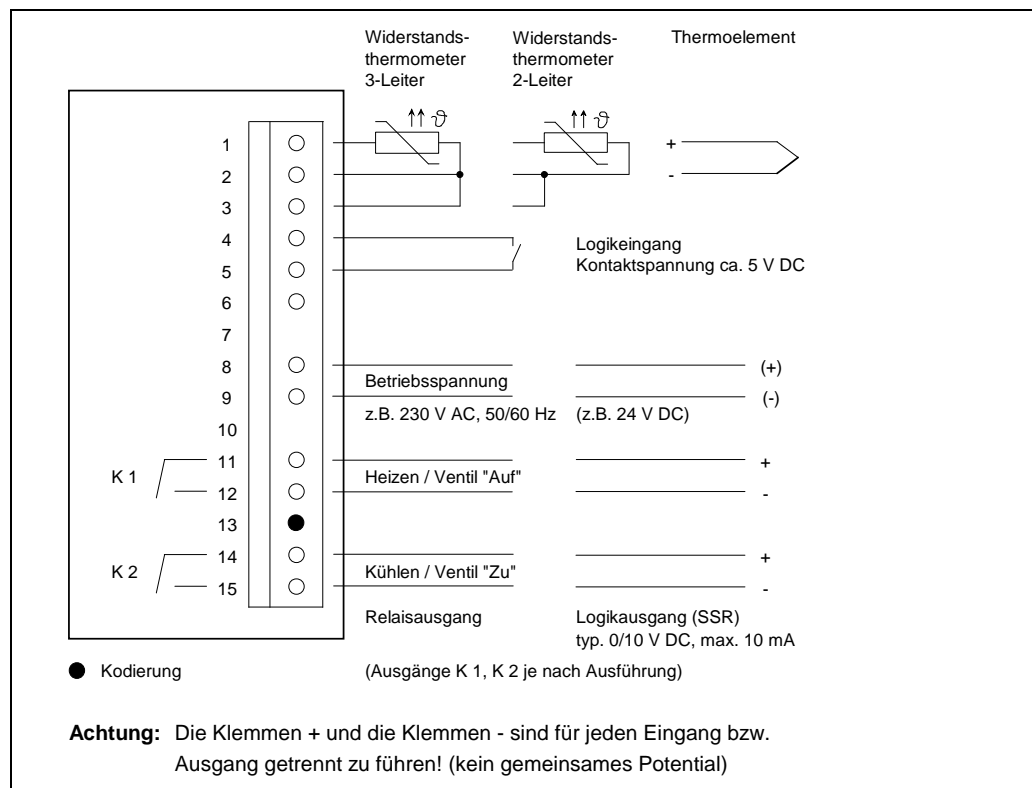 Widerstands- Widerstands- Thermoelement
thermometer thermometer
3-Leiter 2-Leiter
ϑ ϑ
1 +
2 -
3
4 Logikeingang
5 Kontaktspannung ca. 5 V DC
6
7
8 (+)
Betriebsspannung
9 (-)
z.B. 230 V AC, 50/60 Hz (z.B. 24 V DC)
10
11 +
K 1 Heizen / Ventil "Auf"
12 -
13
14 +
K 2 Kühlen / Ventil "Zu"
15 -
Relaisausgang Logikausgang (SSR)
typ. 0/10 V DC, max. 10 mA
Kodierung (Ausgänge K 1, K 2 je nach Ausführung)
Achtung: Die Klemmen + und die Klemmen - sind für jeden Eingang bzw.
Ausgang getrennt zu führen! (kein gemeinsames Potential)